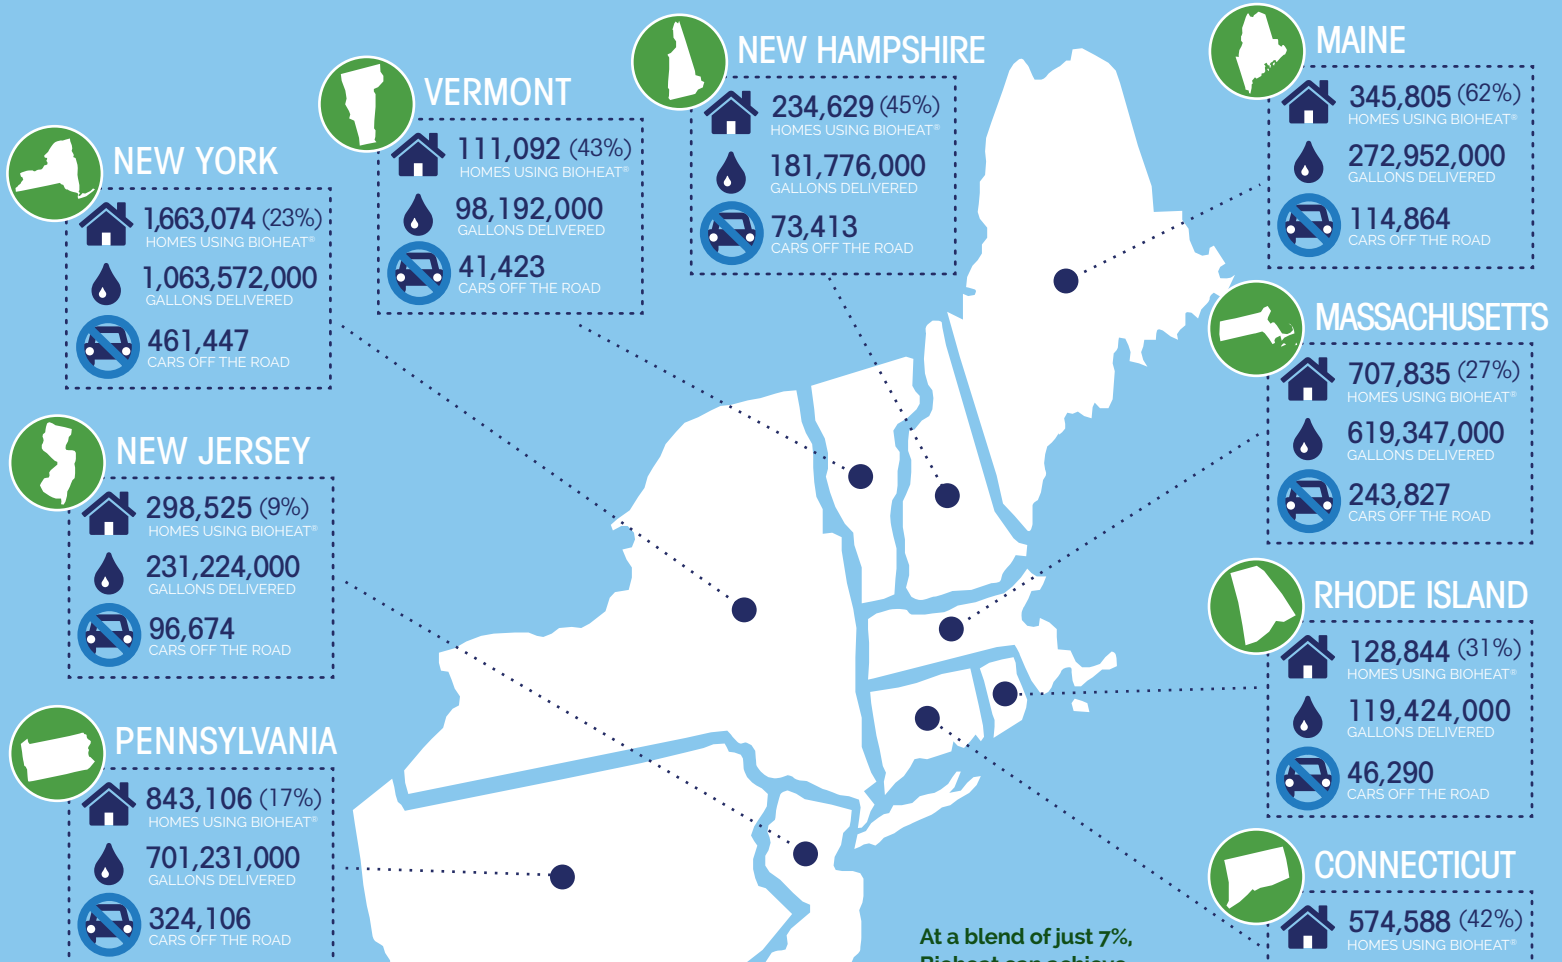 NEW YORK
1,663,074 (23%)
HOMES USING BIOHEAT®
1,063,572,000
GALLONS DELIVERED
461,447
CARS OFF THE ROAD
VERMONT
111,092 (43%)
HOMES USING BIOHEAT®
98,192,000
GALLONS DELIVERED
41,423
CARS OFF THE ROAD
NEW HAMPSHIRE
234,629 (45%)
HOMES USING BIOHEAT®
181,776,000
GALLONS DELIVERED
73,413
CARS OFF THE ROAD
MAINE
345,805 (62%)
HOMES USING BIOHEAT®
272,952,000
GALLONS DELIVERED
114,864
CARS OFF THE ROAD
NEW JERSEY
298,525 (9%)
HOMES USING BIOHEAT®
231,224,000
GALLONS DELIVERED
96,674
CARS OFF THE ROAD
MASSACHUSETTS
707,835 (27%)
HOMES USING BIOHEAT®
619,347,000
GALLONS DELIVERED
243,827
CARS OFF THE ROAD
PENNSYLVANIA
843,106 (17%)
HOMES USING BIOHEAT®
701,231,000
GALLONS DELIVERED
324,106
CARS OFF THE ROAD
RHODE ISLAND
128,844 (31%)
HOMES USING BIOHEAT®
119,424,000
GALLONS DELIVERED
46,290
CARS OFF THE ROAD
CONNECTICUT
574,588 (42%)
HOMES USING BIOHEAT®
At a blend of just 7%,
Bioheat can achieve